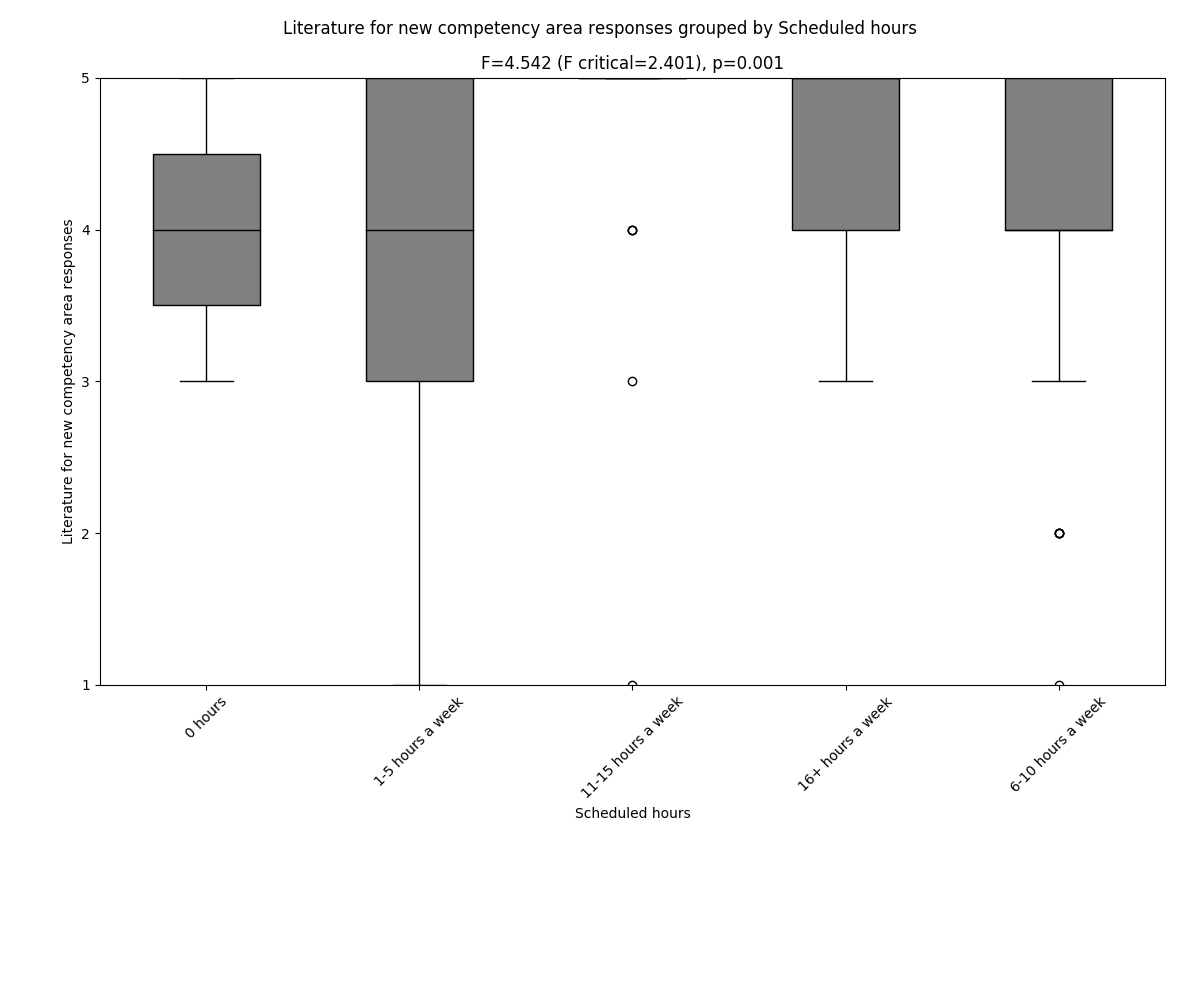 Literature for new competency area responses grouped by Scheduled hours
F=4.542 (F critical=2.401), p=0.001
Literature for new competency area responses
5
4
3
2
1
0 hours
1-5 hours a week
11-15 hours a week
16+ hours a week
6-10 hours a week
Scheduled hours